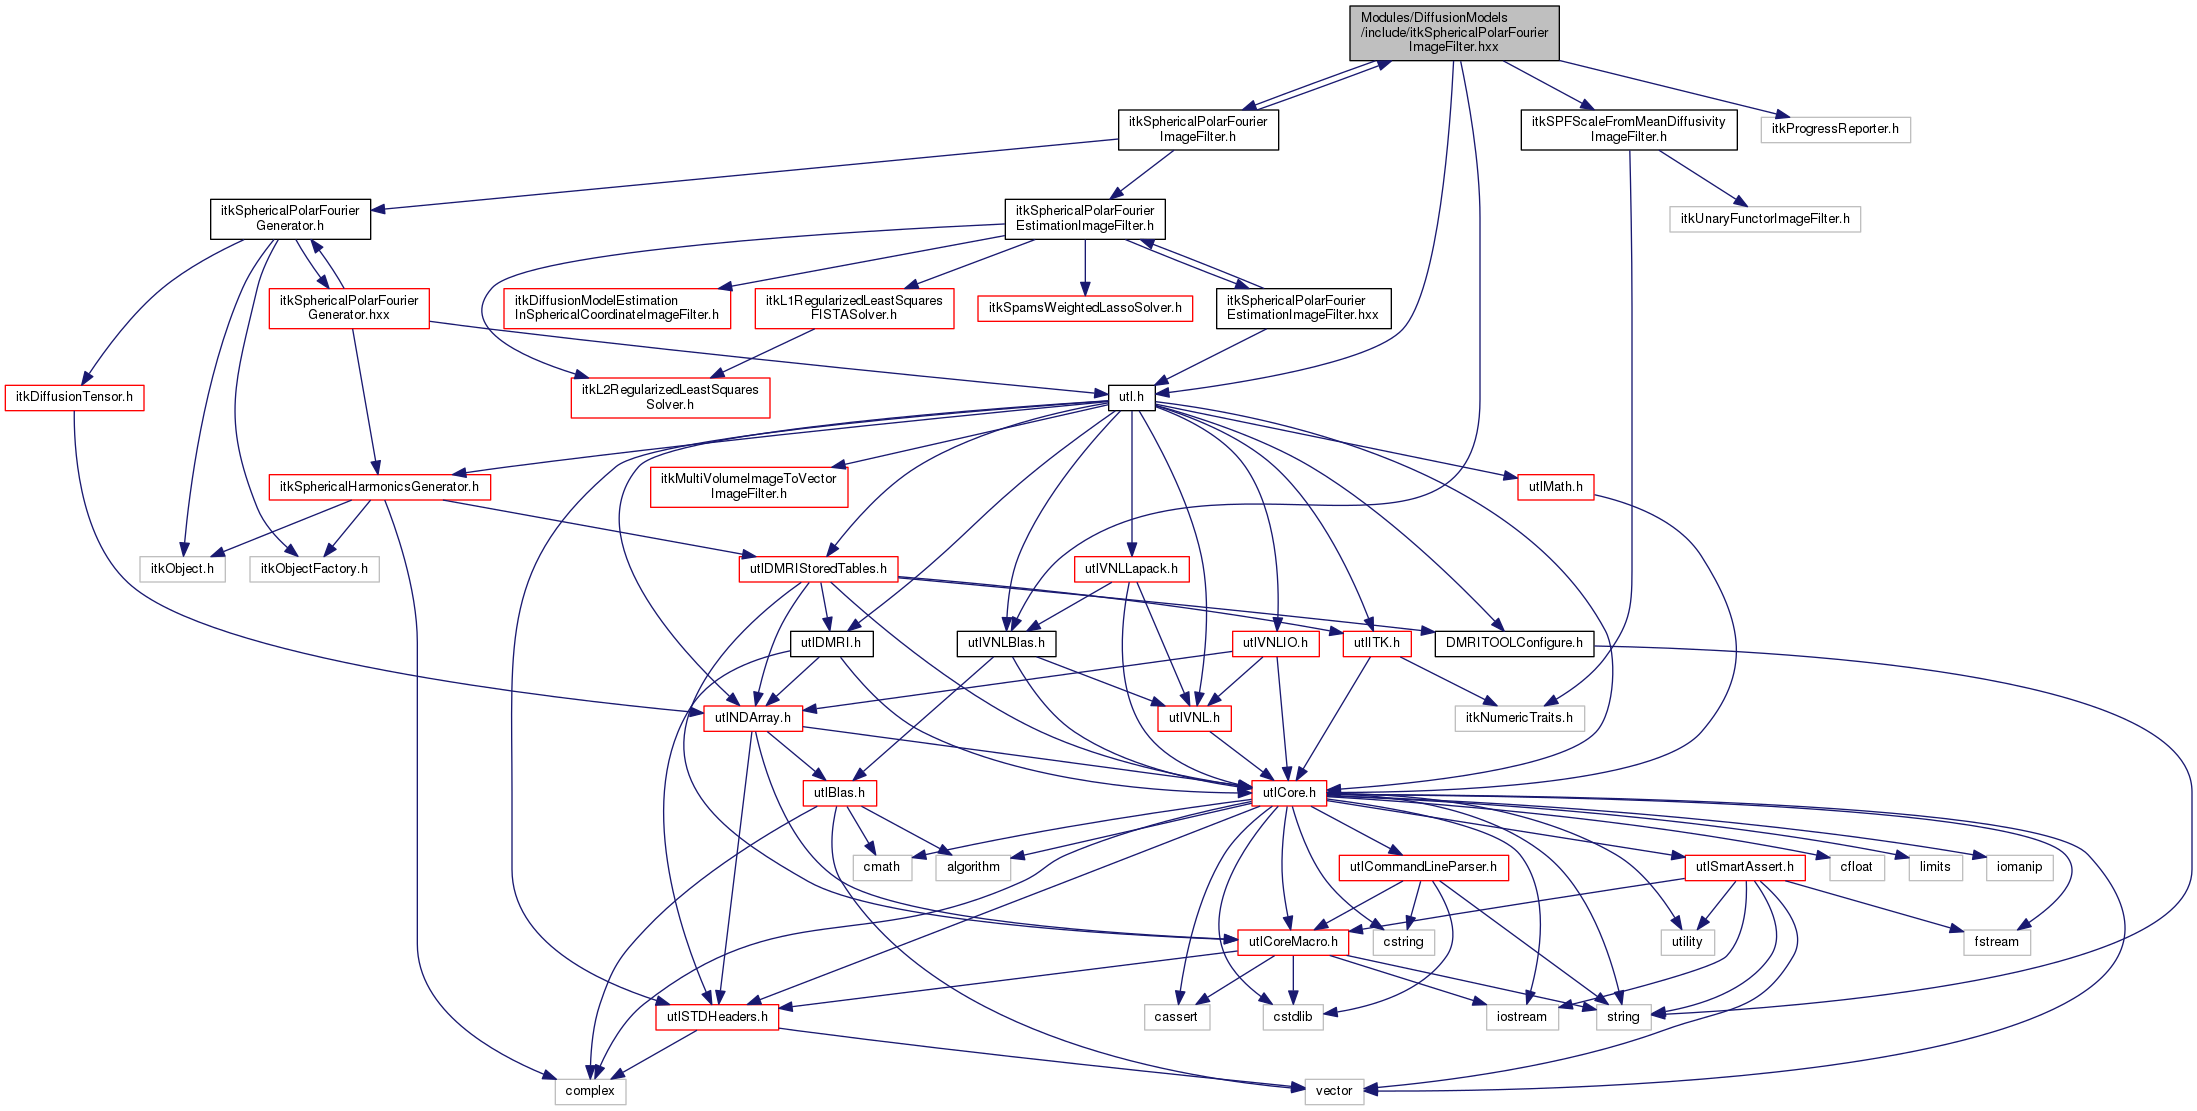 Modules/DiffusionModels
/include/itkSphericalPolarFourier
ImageFilter.hxx
itkSphericalPolarFourier
ImageFilter.h
itkSPFScaleFromMeanDiffusivity
ImageFilter.h
itkProgressReporter.h
itkSphericalPolarFourier
Generator.h
itkSphericalPolarFourier
EstimationImageFilter.h
itkUnaryFunctorImageFilter.h
itkSphericalPolarFourier
Generator.hxx
itkDiffusionModelEstimation
InSphericalCoordinateImageFilter.h
itkL1RegularizedLeastSquares
FISTASolver.h
itkSpamsWeightedLassoSolver.h
itkSphericalPolarFourier
EstimationImageFilter.hxx
itkDiffusionTensor.h
itkL2RegularizedLeastSquares
Solver.h
utl.h
itkSphericalHarmonicsGenerator.h
itkMultiVolumeImageToVector
ImageFilter.h
utlMath.h
itkObject.h
itkObjectFactory.h
utlDMRIStoredTables.h
utlVNLLapack.h
utlDMRI.h
utlVNLBlas.h
utlVNLIO.h
utlITK.h
DMRITOOLConfigure.h
utlNDArray.h
utlVNL.h
itkNumericTraits.h
utlBlas.h
utlCore.h
cmath
algorithm
utlCommandLineParser.h
utlSmartAssert.h
cfloat
limits
iomanip
utlCoreMacro.h
cstring
utility
fstream
utlSTDHeaders.h
cassert
cstdlib
iostream
string
complex
vector